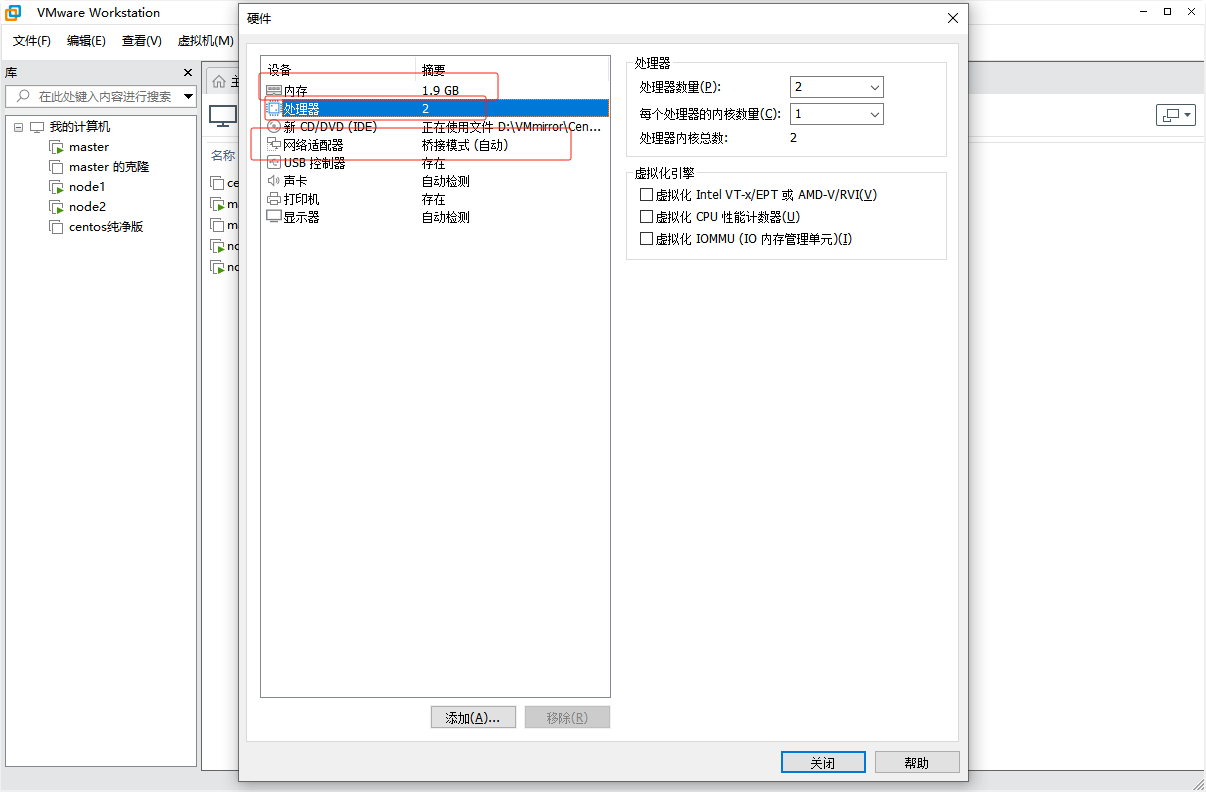 VMware Workstation
文件(F) 编辑(E) 查看(V) 虚拟机(M)
库
在此处键入内容进行搜索
我的计算机
master
master 的克隆
node1
node2
centos纯净版
主
名称
ce
m
m
no
no
硬件
设备 摘要
内存 1.9 GB
处理器 2
新 CD/DVD (IDE) 正在使用文件 D:\VMmirror\Cen...
网络适配器 桥接模式 (自动)
USB 控制器 存在
声卡 自动检测
打印机 存在
显示器 自动检测
添加(A)... 移除(R)
处理器
处理器数量(P): 2
每个处理器的内核数量(C): 1
处理器内核总数: 2
虚拟化引擎
虚拟化 Intel VT-x/EPT 或 AMD-V/RVI(V)
虚拟化 CPU 性能计数器(U)
虚拟化 IOMMU (IO 内存管理单元)(I)
关闭 帮助